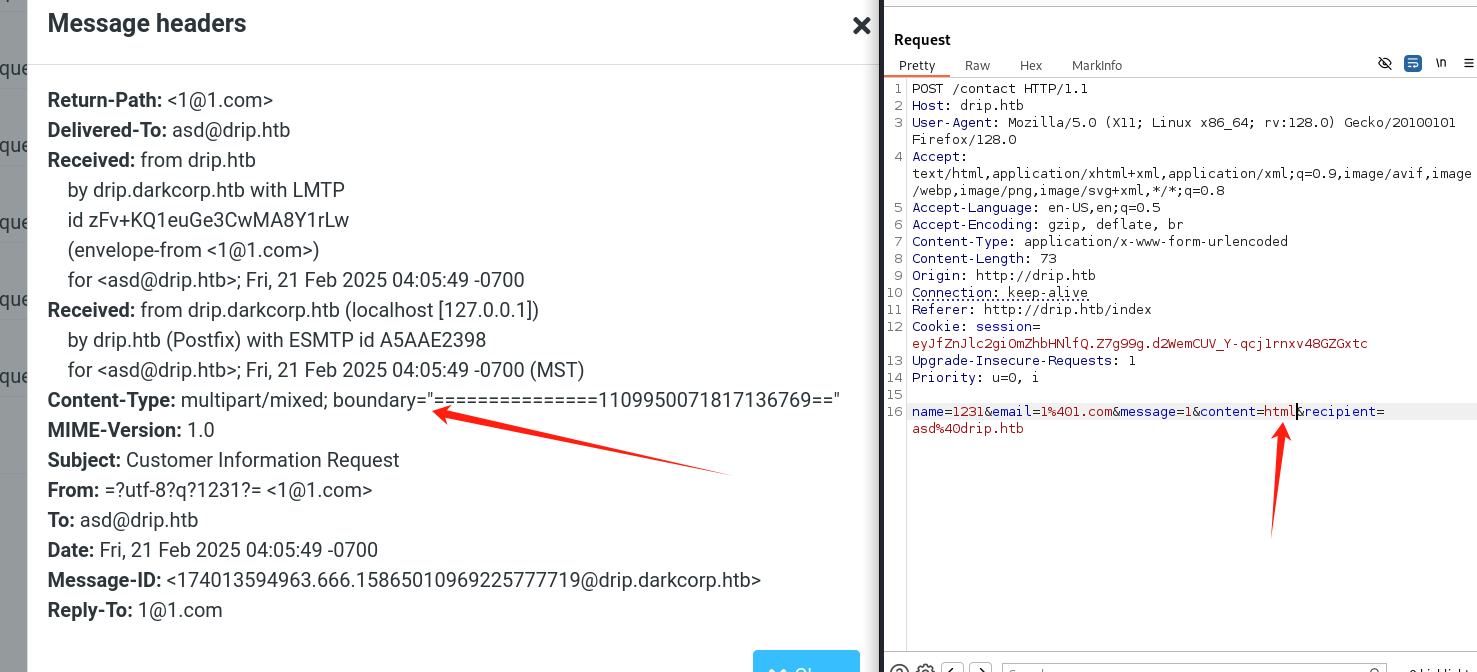 Message headers
que
que
que
que
que
Return-Path: <1@1.com>
Delivered-To: asd@drip.htb
Received: from drip.htb
by drip.darkcorp.htb with LMTP
id zFv+KQ1euGe3CwMA8Y1rLw
(envelope-from <1@1.com>)
for <asd@drip.htb>; Fri, 21 Feb 2025 04:05:49 -0700
Received: from drip.darkcorp.htb (localhost [127.0.0.1])
by drip.htb (Postfix) with ESMTP id A5AAE2398
for <asd@drip.htb>; Fri, 21 Feb 2025 04:05:49 -0700 (MST)
Content-Type: multipart/mixed; boundary="===============1109950071817136769=="
MIME-Version: 1.0
Subject: Customer Information Request
From: =?utf-8?q?1231?= <1@1.com>
To: asd@drip.htb
Date: Fri, 21 Feb 2025 04:05:49 -0700
Message-ID: <174013594963.666.15865010969225777719@drip.darkcorp.htb>
Reply-To: 1@1.com
Request
Pretty Raw Hex MarkInfo \n
1 POST /contact HTTP/1.1
2 Host: drip.htb
3 User-Agent: Mozilla/5.0 (X11; Linux x86_64; rv:128.0) Gecko/20100101
Firefox/128.0
4 Accept:
text/html,application/xhtml+xml,application/xml;q=0.9,image/avif,image
/webp,image/png,image/svg+xml,*/*;q=0.8
5 Accept-Language: en-US,en;q=0.5
6 Accept-Encoding: gzip, deflate, br
7 Content-Type: application/x-www-form-urlencoded
8 Content-Length: 73
9 Origin: http://drip.htb
10 Connection: keep-alive
11 Referer: http://drip.htb/index
12 Cookie: session=
eyJfZnJlc2giOmZhbHNlfQ.Z7g99g.d2WemCUV_Y-qcj1rnxv48GZGxtc
13 Upgrade-Insecure-Requests: 1
14 Priority: u=0, i
15
16 name=1231&email=1%401.com&message=1&content=html&recipient=
asd%40drip.htb